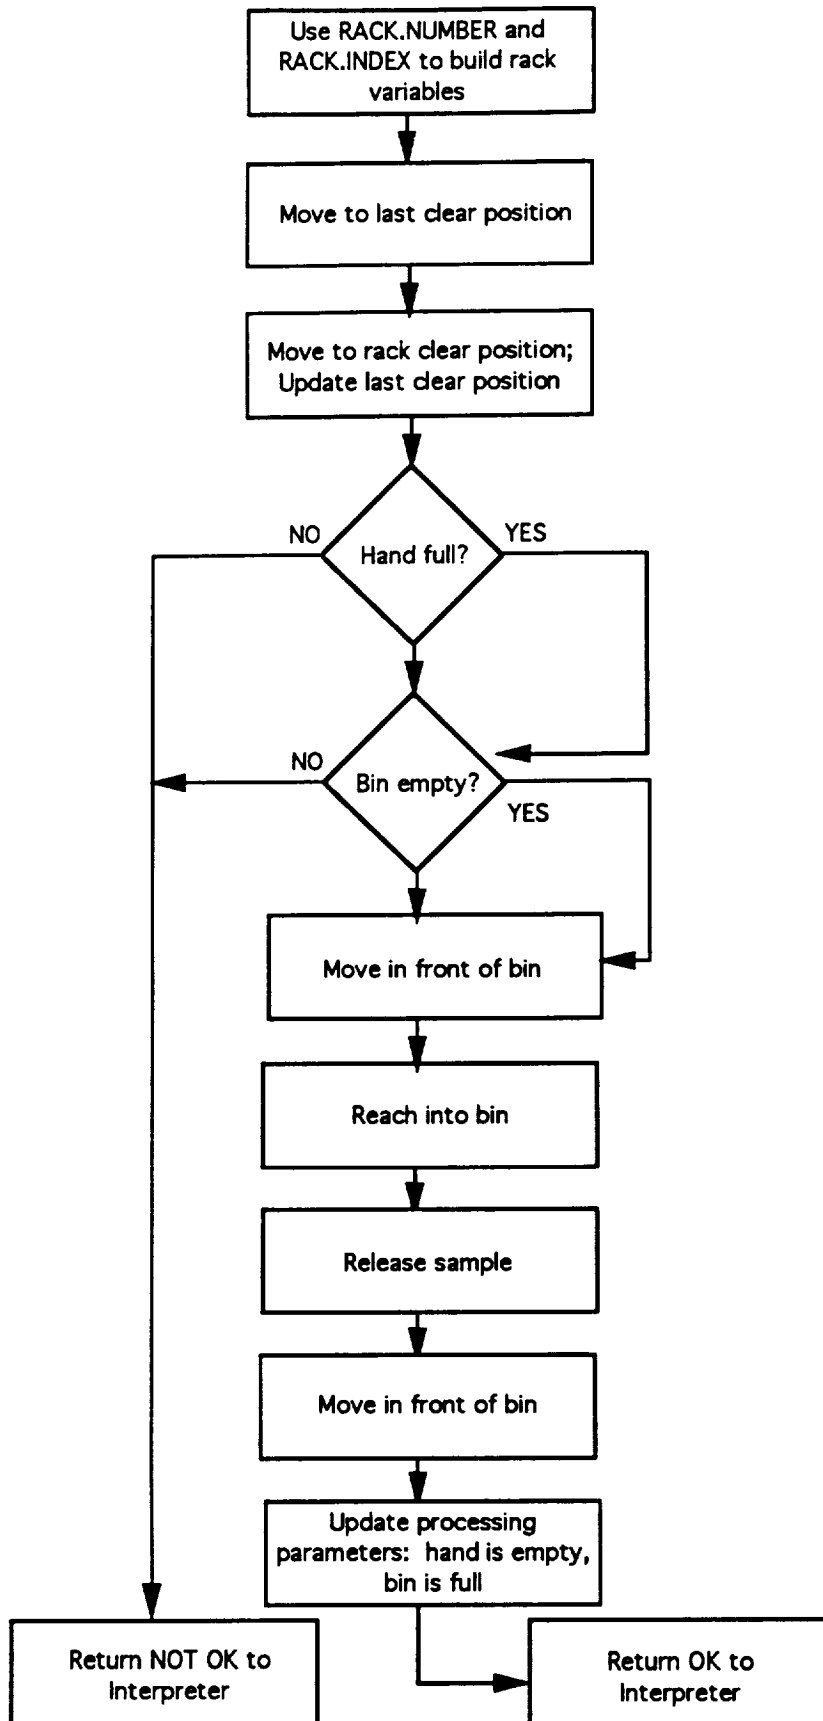 Use RACK.NUMBER and
RACK.INDEX to build rack
variables
Move to last clear position
Move to rack clear position;
Update last clear position
NO
YES
Hand full?
NO
Bin empty?
YES
Move in front of bin
Reach into bin
Release sample
Move in front of bin
Update processing
parameters: hand is empty,
bin is full
Return NOT OK to
Interpreter
Return OK to
Interpreter